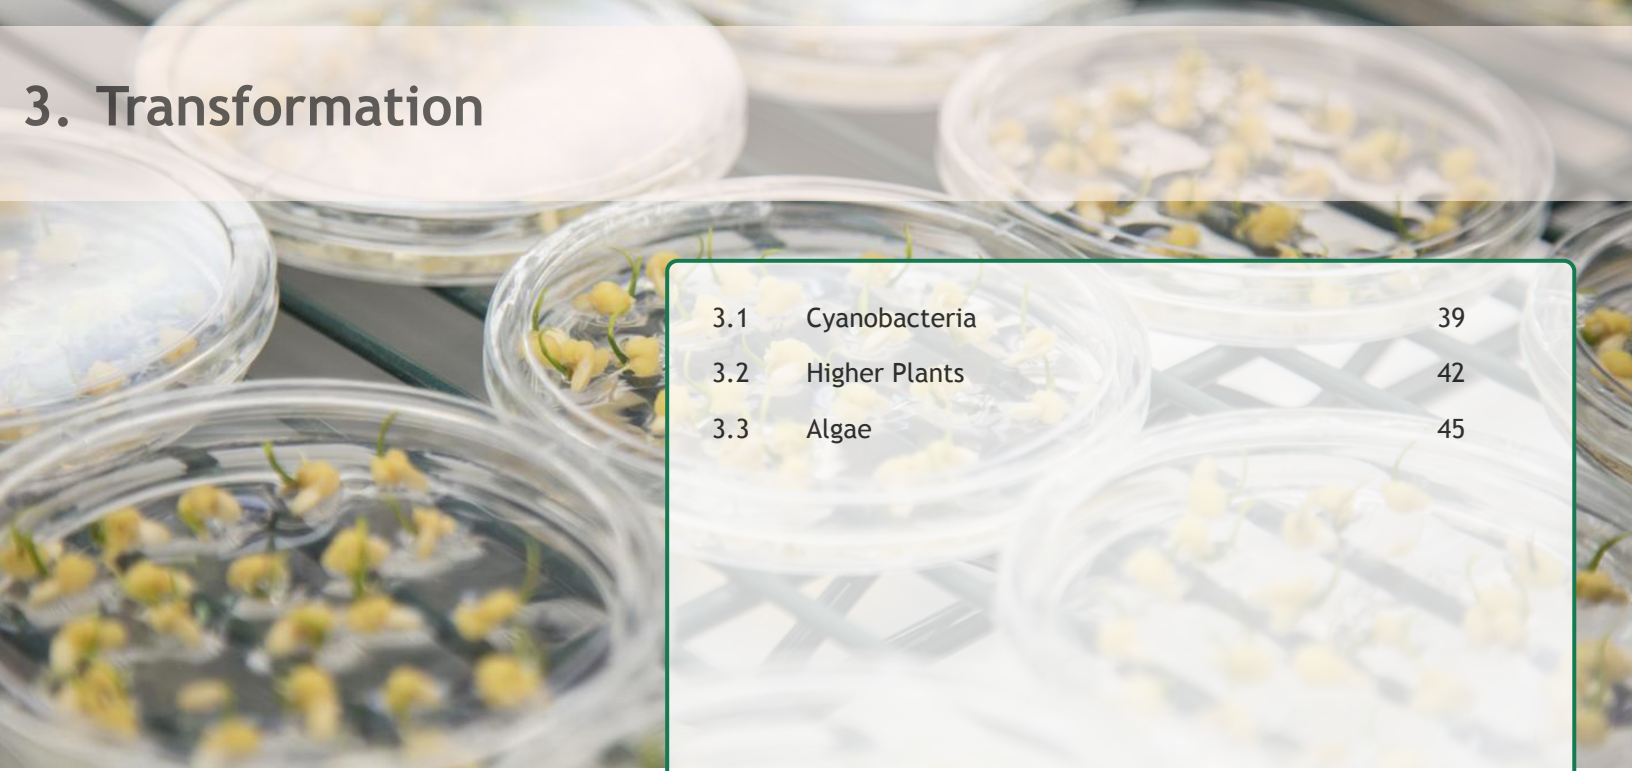 3. Transformation
3.1 Cyanobacteria 39
3.2 Higher Plants 42
3.3 Algae 45